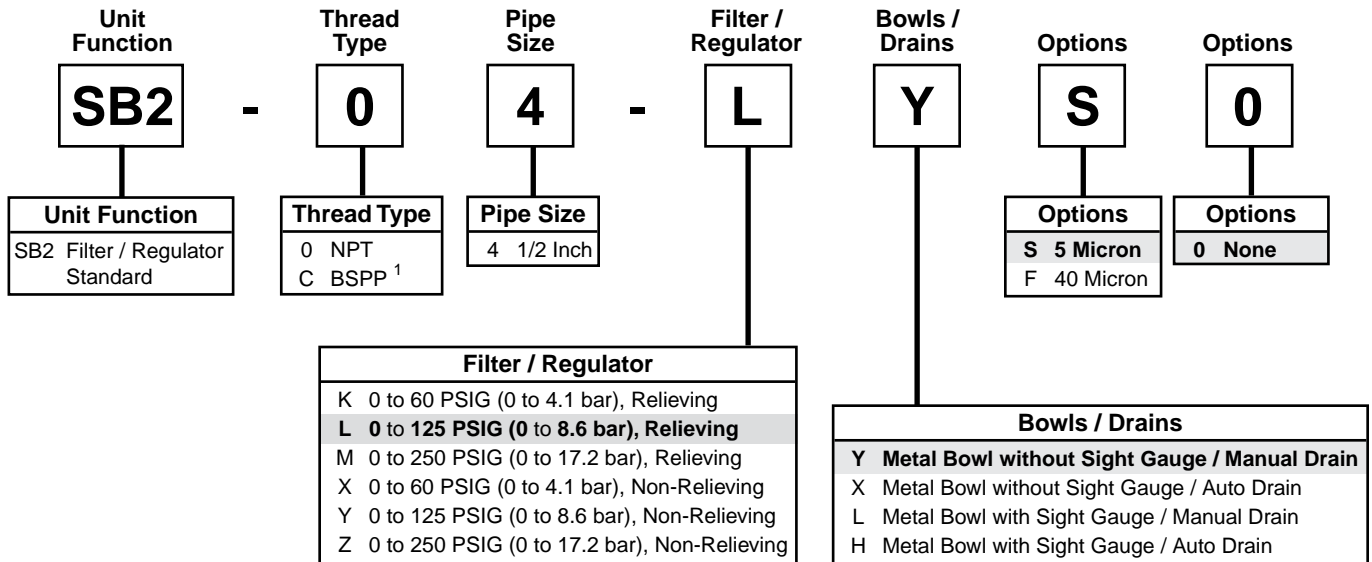 Unit Function
Thread Type
Pipe Size
Filter / Regulator
Bowls / Drains
Options
Options
SB2 - 0 4 - L Y S 0
Unit Function
SB2 Filter / Regulator
Standard
Thread Type
0 NPT
C BSPP 1
Pipe Size
4 1/2 Inch
Options
S 5 Micron
F 40 Micron
Options
0 None
Filter / Regulator
K 0 to 60 PSIG (0 to 4.1 bar), Relieving
L 0 to 125 PSIG (0 to 8.6 bar), Relieving
M 0 to 250 PSIG (0 to 17.2 bar), Relieving
X 0 to 60 PSIG (0 to 4.1 bar), Non-Relieving
Y 0 to 125 PSIG (0 to 8.6 bar), Non-Relieving
Z 0 to 250 PSIG (0 to 17.2 bar), Non-Relieving
Bowls / Drains
Y Metal Bowl without Sight Gauge / Manual Drain
X Metal Bowl without Sight Gauge / Auto Drain
L Metal Bowl with Sight Gauge / Manual Drain
H Metal Bowl with Sight Gauge / Auto Drain